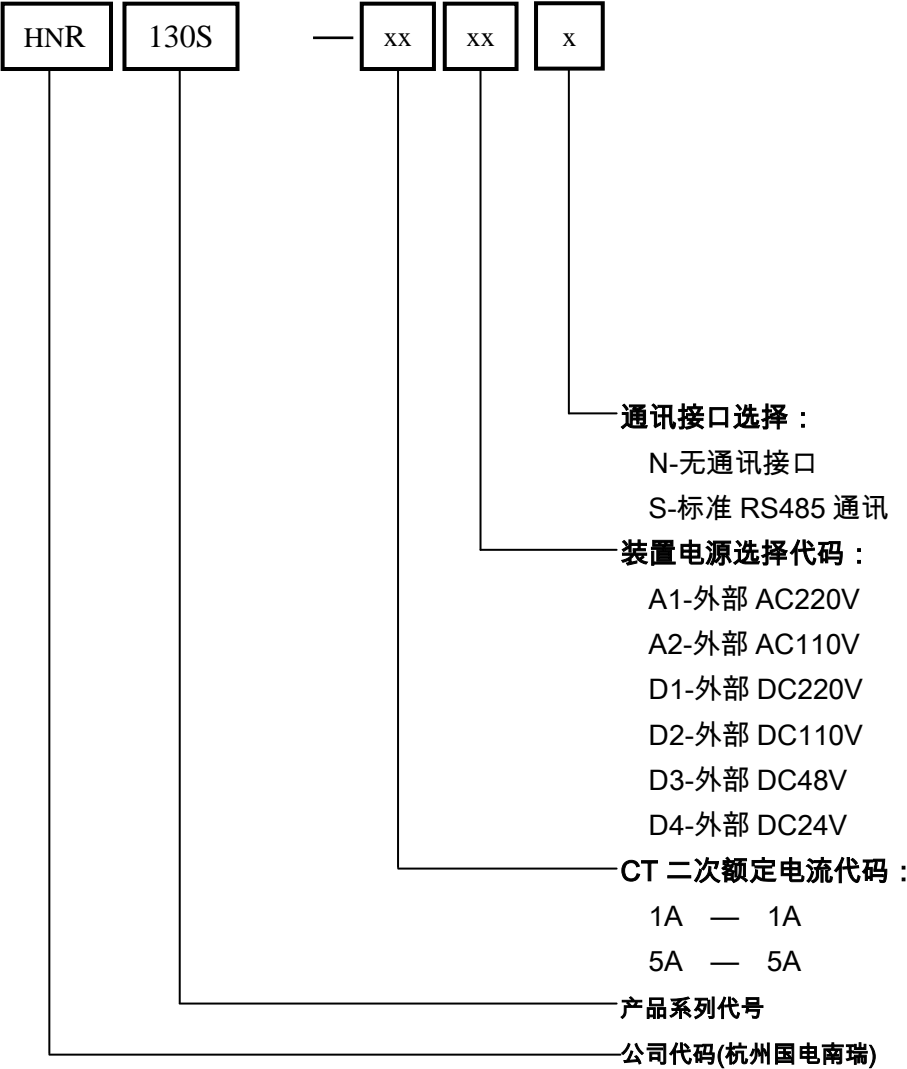 HNR 130S — xx xx x
通讯接口选择：
N-无通讯接口
S-标准 RS485 通讯
装置电源选择代码：
A1-外部 AC220V
A2-外部 AC110V
D1-外部 DC220V
D2-外部 DC110V
D3-外部 DC48V
D4-外部 DC24V
CT 二次额定电流代码：
1A — 1A
5A — 5A
产品系列代号
公司代码(杭州国电南瑞)